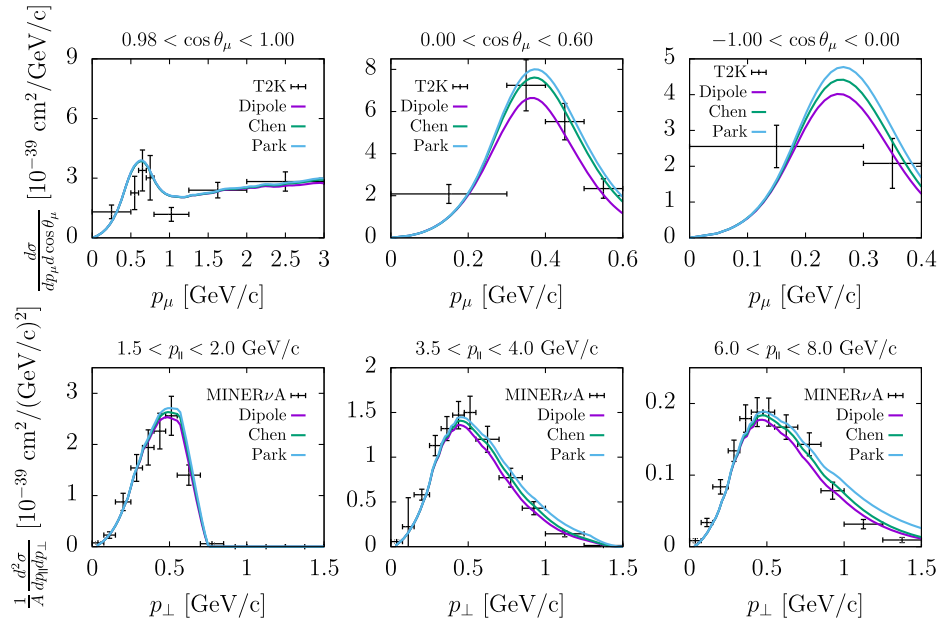 dσ/dp_μ d cos θ_μ [10⁻³⁹ cm²/GeV/c]
0.98 < cos θ_μ < 1.00
9
6
3
0
T2K
Dipole
Chen
Park
0 0.5 1 1.5 2 2.5 3
p_μ [GeV/c]
0.00 < cos θ_μ < 0.60
8
6
4
2
0
T2K
Dipole
Chen
Park
0 0.2 0.4 0.6
p_μ [GeV/c]
−1.00 < cos θ_μ < 0.00
5
4
3
2
1
0
T2K
Dipole
Chen
Park
0 0.1 0.2 0.3 0.4
p_μ [GeV/c]
1/A d²σ/dp_∥dp_⊥ [10⁻³⁹ cm²/(GeV/c)²]
1.5 < p_∥ < 2.0 GeV/c
3
2
1
0
MINERνA
Dipole
Chen
Park
0 0.5 1 1.5
p_⊥ [GeV/c]
3.5 < p_∥ < 4.0 GeV/c
2
1.5
1
0.5
0
MINERνA
Dipole
Chen
Park
0 0.5 1 1.5
p_⊥ [GeV/c]
6.0 < p_∥ < 8.0 GeV/c
0.2
0.1
0
MINERνA
Dipole
Chen
Park
0 0.5 1 1.5
p_⊥ [GeV/c]